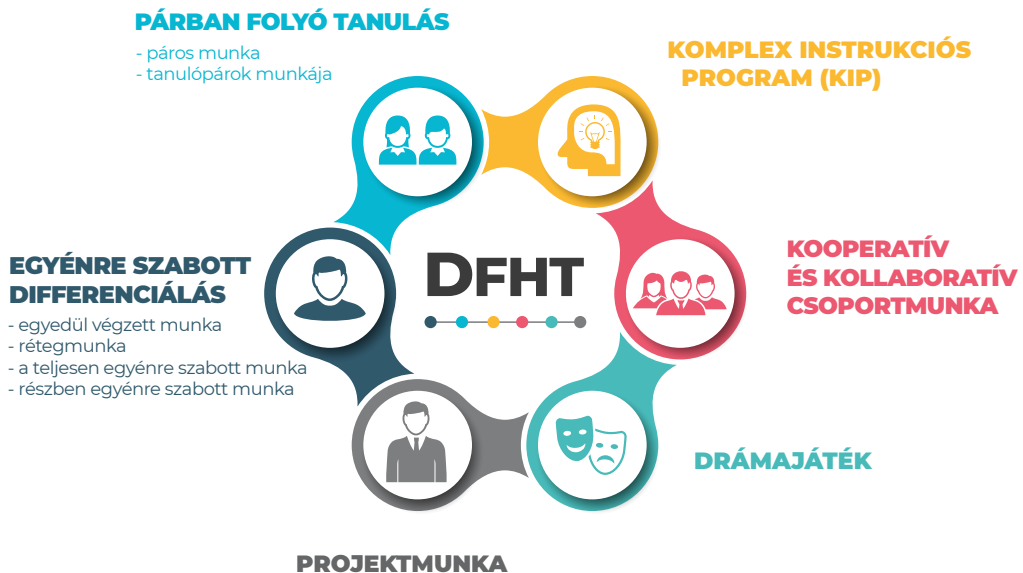 PÁRBAN FOLYÓ TANULÁS
- páros munka
- tanulópárok munkája
KOMPLEX INSTRUKCIÓS
PROGRAM (KIP)
EGYÉNRE SZABOTT
DIFFERENCIÁLÁS
- egyedül végzett munka
- rétegmunka
- a teljesen egyénre szabott munka
- részben egyénre szabott munka
DFHT
KOOPERATÍV
ÉS KOLLABORATÍV
CSOPORTMUNKA
DRÁMAJÁTÉK
PROJEKTMUNKA